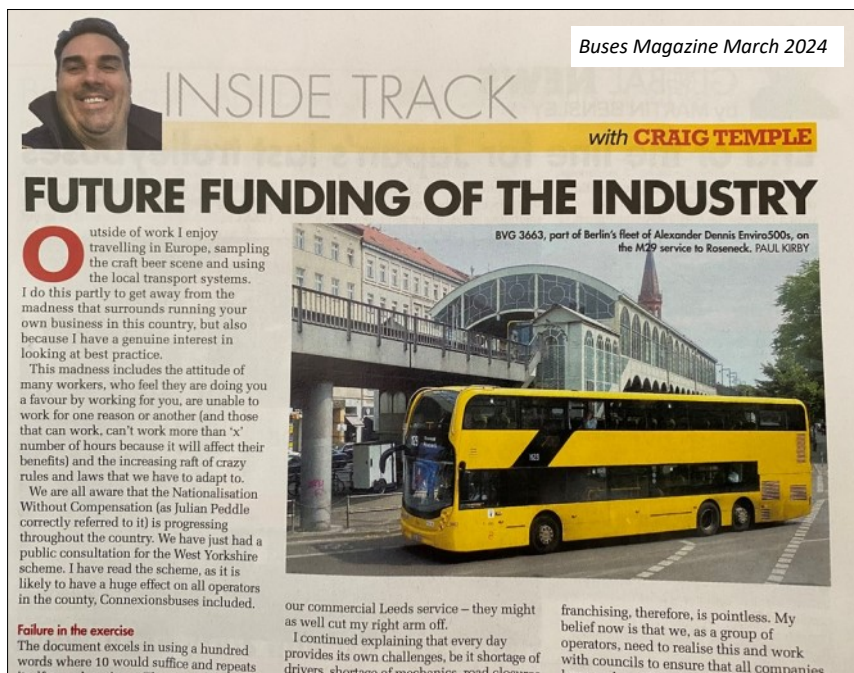 Buses Magazine March 2024
INSIDE TRACK
with CRAIG TEMPLE
FUTURE FUNDING OF THE INDUSTRY
Outside of work I enjoy
travelling in Europe, sampling
the craft beer scene and using
the local transport systems.
I do this partly to get away from the
madness that surrounds running your
own business in this country, but also
because I have a genuine interest in
looking at best practice.
This madness includes the attitude of
many workers, who feel they are doing you
a favour by working for you, are unable to
work for one reason or another (and those
that can work, can't work more than 'x'
number of hours because it will affect their
benefits) and the increasing raft of crazy
rules and laws that we have to adapt to.
We are all aware that the Nationalisation
Without Compensation (as Julian Peddle
correctly referred to it) is progressing
throughout the country. We have just had a
public consultation for the West Yorkshire
scheme. I have read the scheme, as it is
likely to have a huge effect on all operators
in the county, Connexionsbuses included.
Failure in the exercise
The document excels in using a hundred
words where 10 would suffice and repeats
BVG 3663, part of Berlin's fleet of Alexander Dennis Enviro500s, on
the M29 service to Roseneck. PAUL KIRBY
our commercial Leeds service – they might
as well cut my right arm off.
I continued explaining that every day
provides its own challenges, be it shortage of
drivers, shortage of mechanics, road closures
franchising, therefore, is pointless. My
belief now is that we, as a group of
operators, need to realise this and work
with councils to ensure that all companies